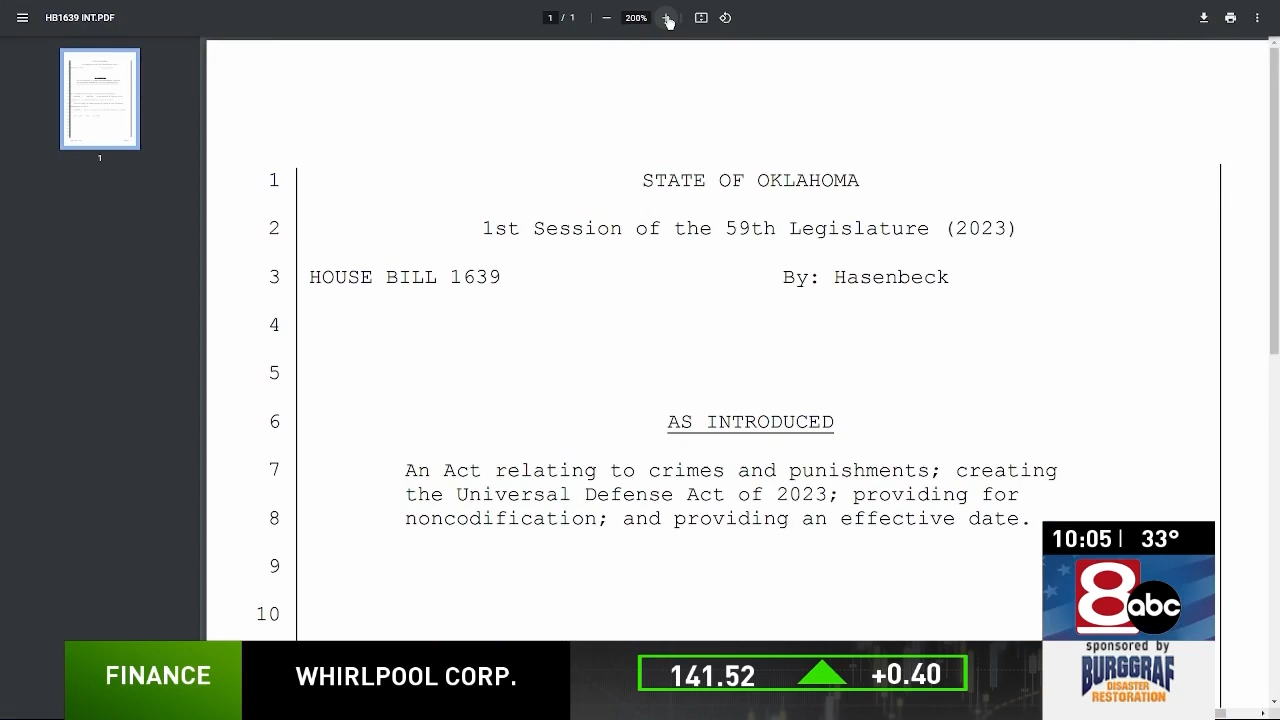 HB1639 INT.PDF
1 / 1
200%
1
1 STATE OF OKLAHOMA
2 1st Session of the 59th Legislature (2023)
3 HOUSE BILL 1639 By: Hasenbeck
4
5
6 AS INTRODUCED
7 An Act relating to crimes and punishments; creating
the Universal Defense Act of 2023; providing for
8 noncodification; and providing an effective date.
9
10
10:05 33°
8 abc
sponsored by
BURGGRAF
DISASTER
RESTORATION
FINANCE WHIRLPOOL CORP. 141.52 +0.40